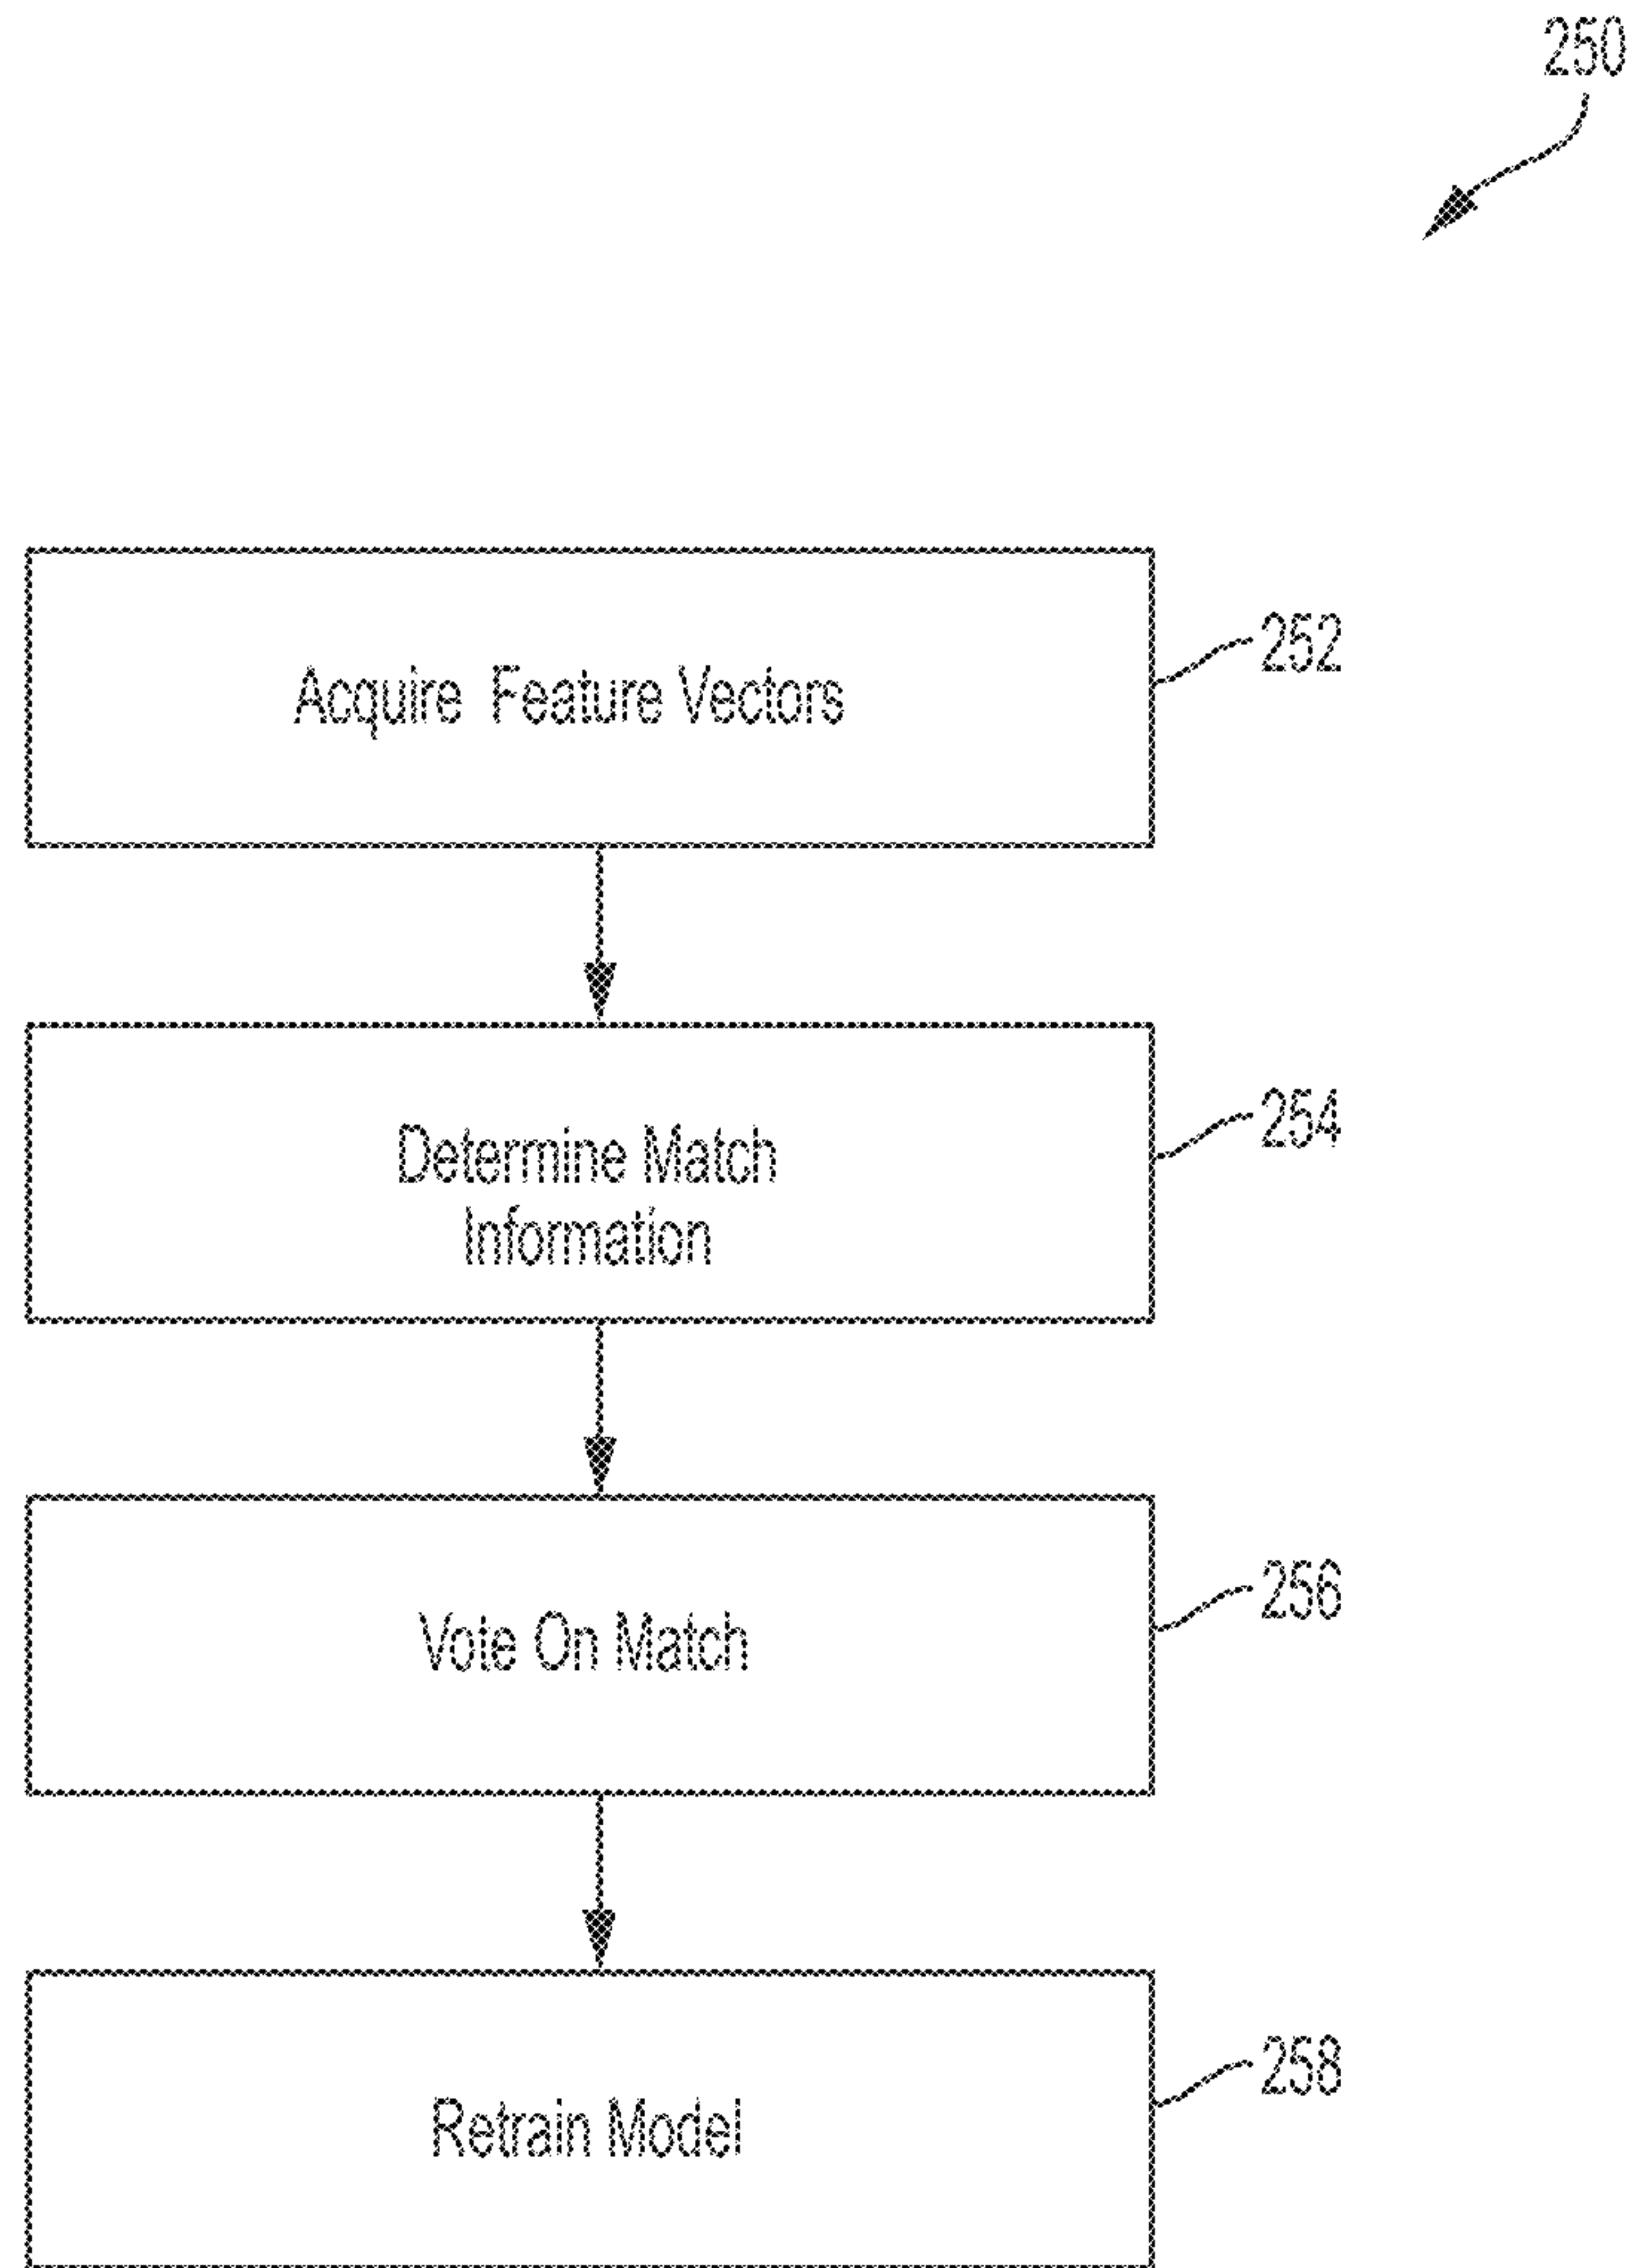 250
Acquire Feature Vectors
252
Determine Match
Information
254
Vote On Match
256
Retrain Model
258